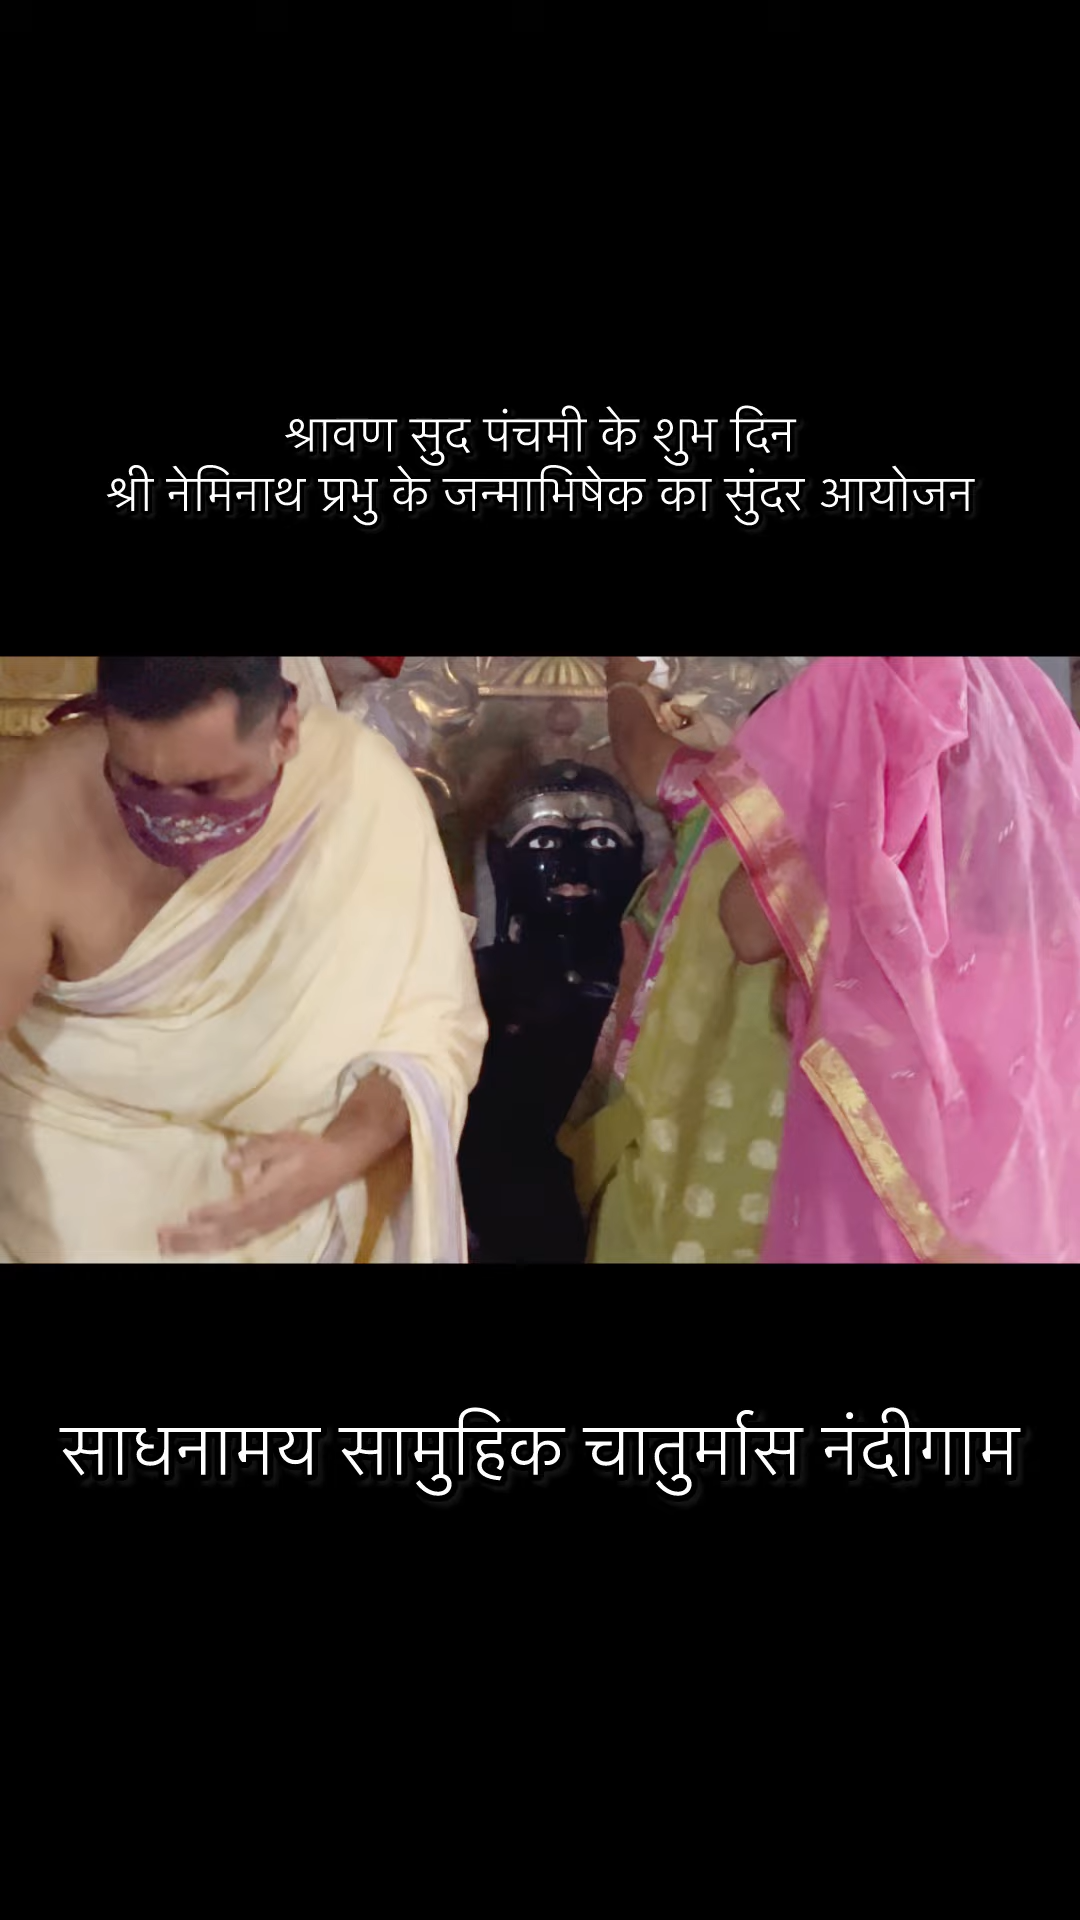 श्रावण सुद पंचमी के शुभ दिन
श्री नेमिनाथ प्रभु के जन्माभिषेक का सुंदर आयोजन
साधनामय सामुहिक चातुर्मास नंदीगाम